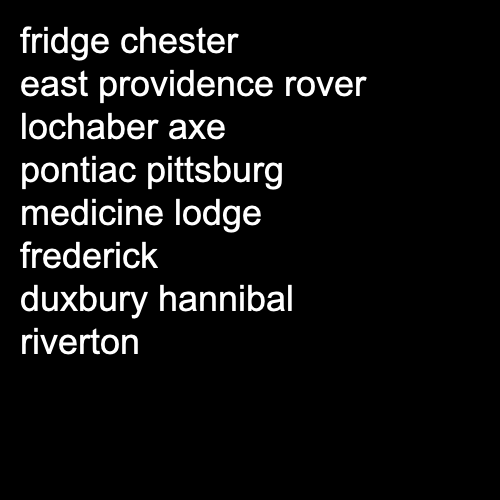 fridge chester
east providence rover
lochaber axe
pontiac pittsburg
medicine lodge
frederick
duxbury hannibal
riverton